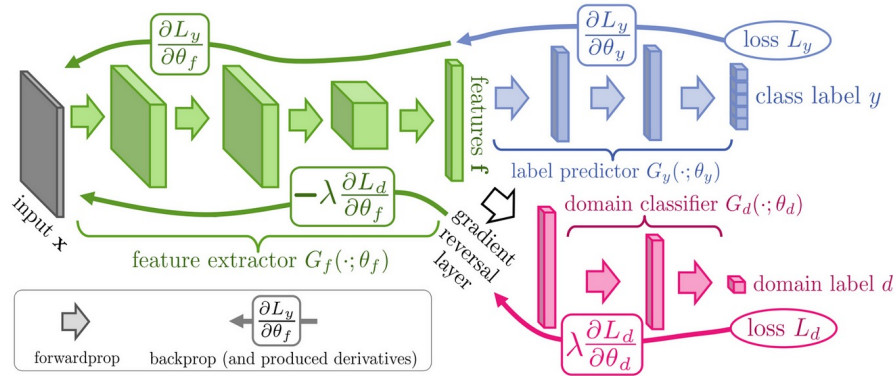 ∂L_y/∂θ_f
∂L_y/∂θ_y
loss L_y
input x
features f
class label y
label predictor G_y(·;θ_y)
−λ ∂L_d/∂θ_f
feature extractor G_f(·;θ_f)
gradient
reversal
layer
domain classifier G_d(·;θ_d)
domain label d
λ ∂L_d/∂θ_d
loss L_d
∂L_y/∂θ_f
forwardprop
backprop (and produced derivatives)